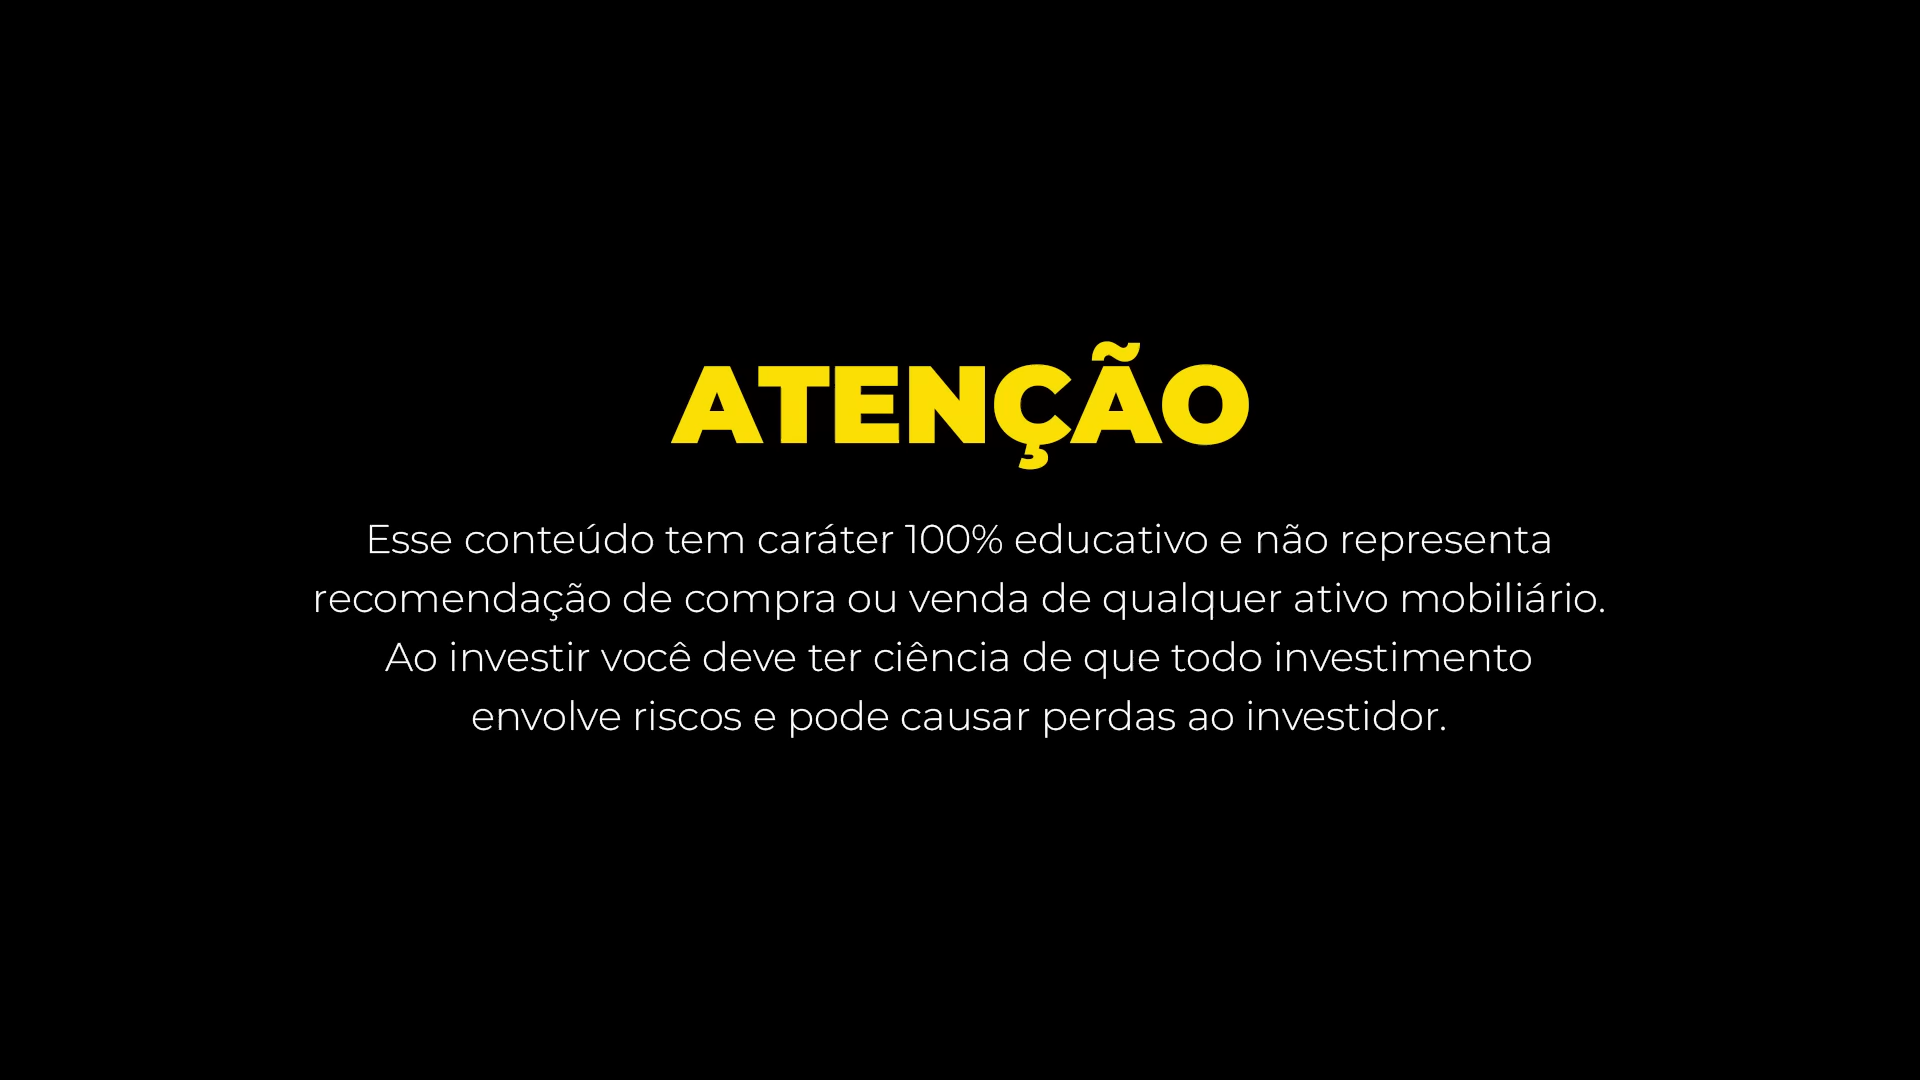 ATENÇÃO
Esse conteúdo tem caráter 100% educativo e não representa
recomendação de compra ou venda de qualquer ativo mobiliário.
Ao investir você deve ter ciência de que todo investimento
envolve riscos e pode causar perdas ao investidor.